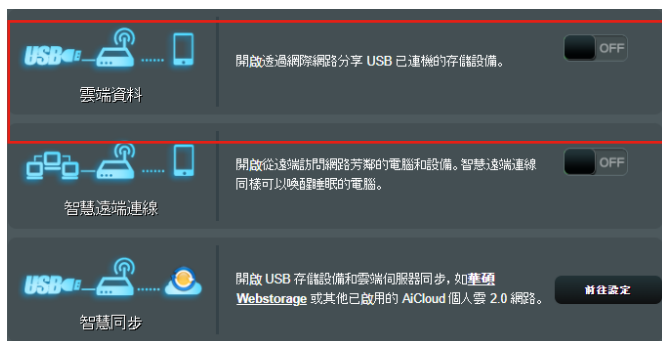 USB
開啟透過網際網路分享 USB 已連機的存儲設備。
OFF
雲端資料
開啟從遠端訪問網路芳鄰的電腦和設備。智慧遠端連線
同樣可以喚醒睡眠的電腦。
OFF
智慧遠端連線
USB
開啟 USB 存儲設備和雲端伺服器同步,如華碩
Webstorage 或其他已啟用的 AiCloud 個人雲 2.0 網路。
前往設定
智慧同步